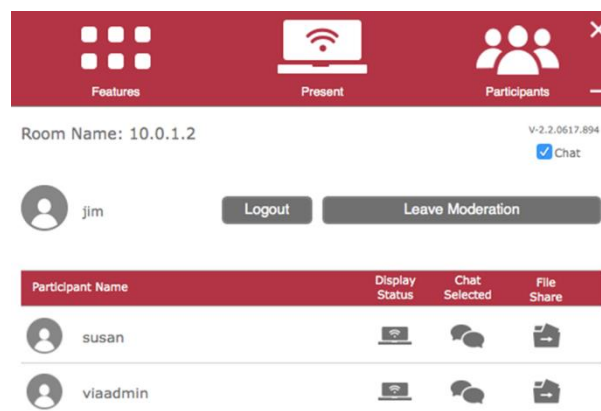 Features Present Participants
Room Name: 10.0.1.2
V-2.2.0617.894
Chat
jim Logout Leave Moderation
Participant Name Display Status Chat Selected File Share
susan
viaadmin